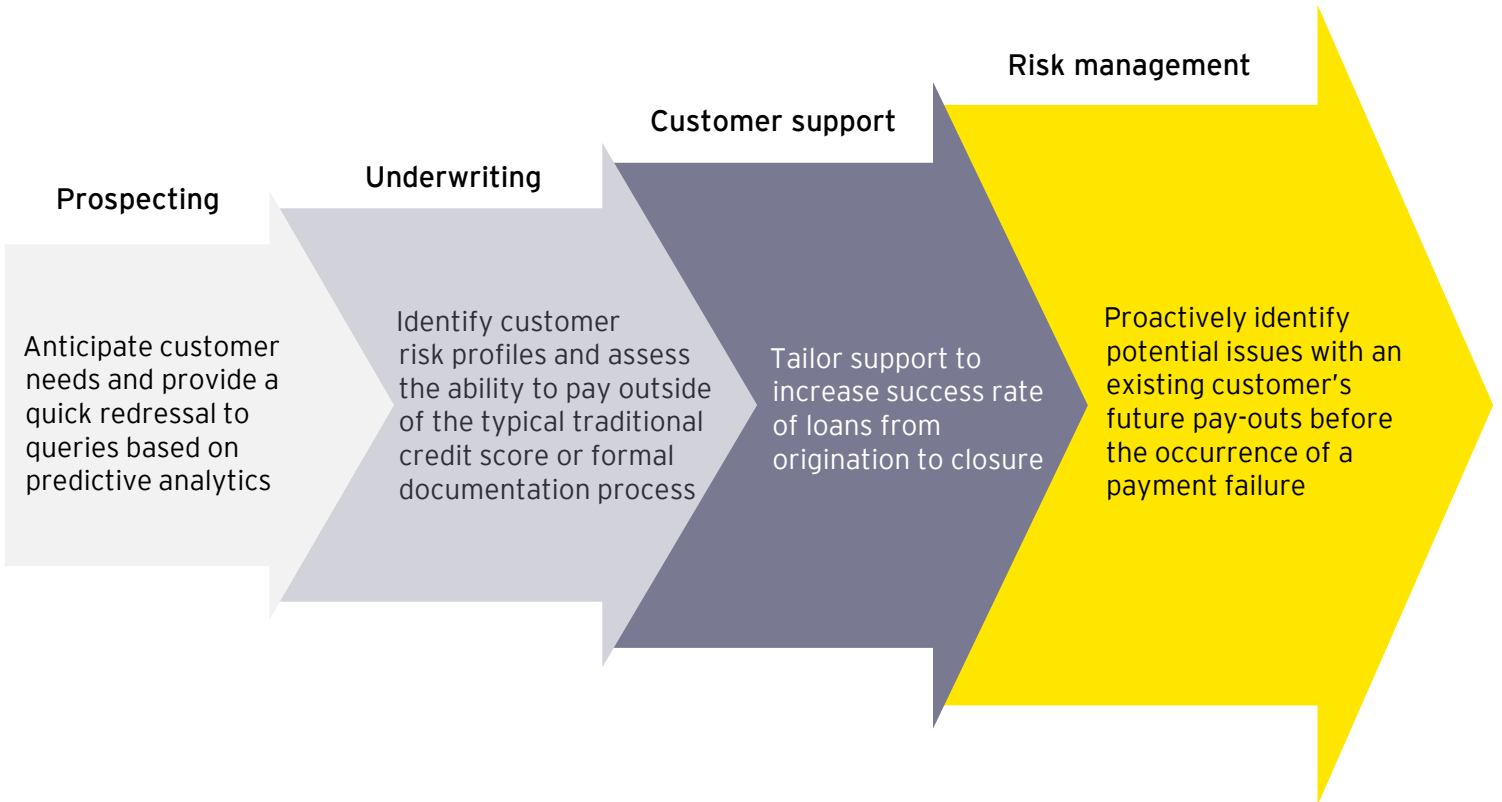 Prospecting
Anticipate customer
needs and provide a
quick redressal to
queries based on
predictive analytics
Underwriting
Identify customer
risk profiles and assess
the ability to pay outside
of the typical traditional
credit score or formal
documentation process
Customer support
Tailor support to
increase success rate
of loans from
origination to closure
Risk management
Proactively identify
potential issues with an
existing customer’s
future pay-outs before
the occurrence of a
payment failure